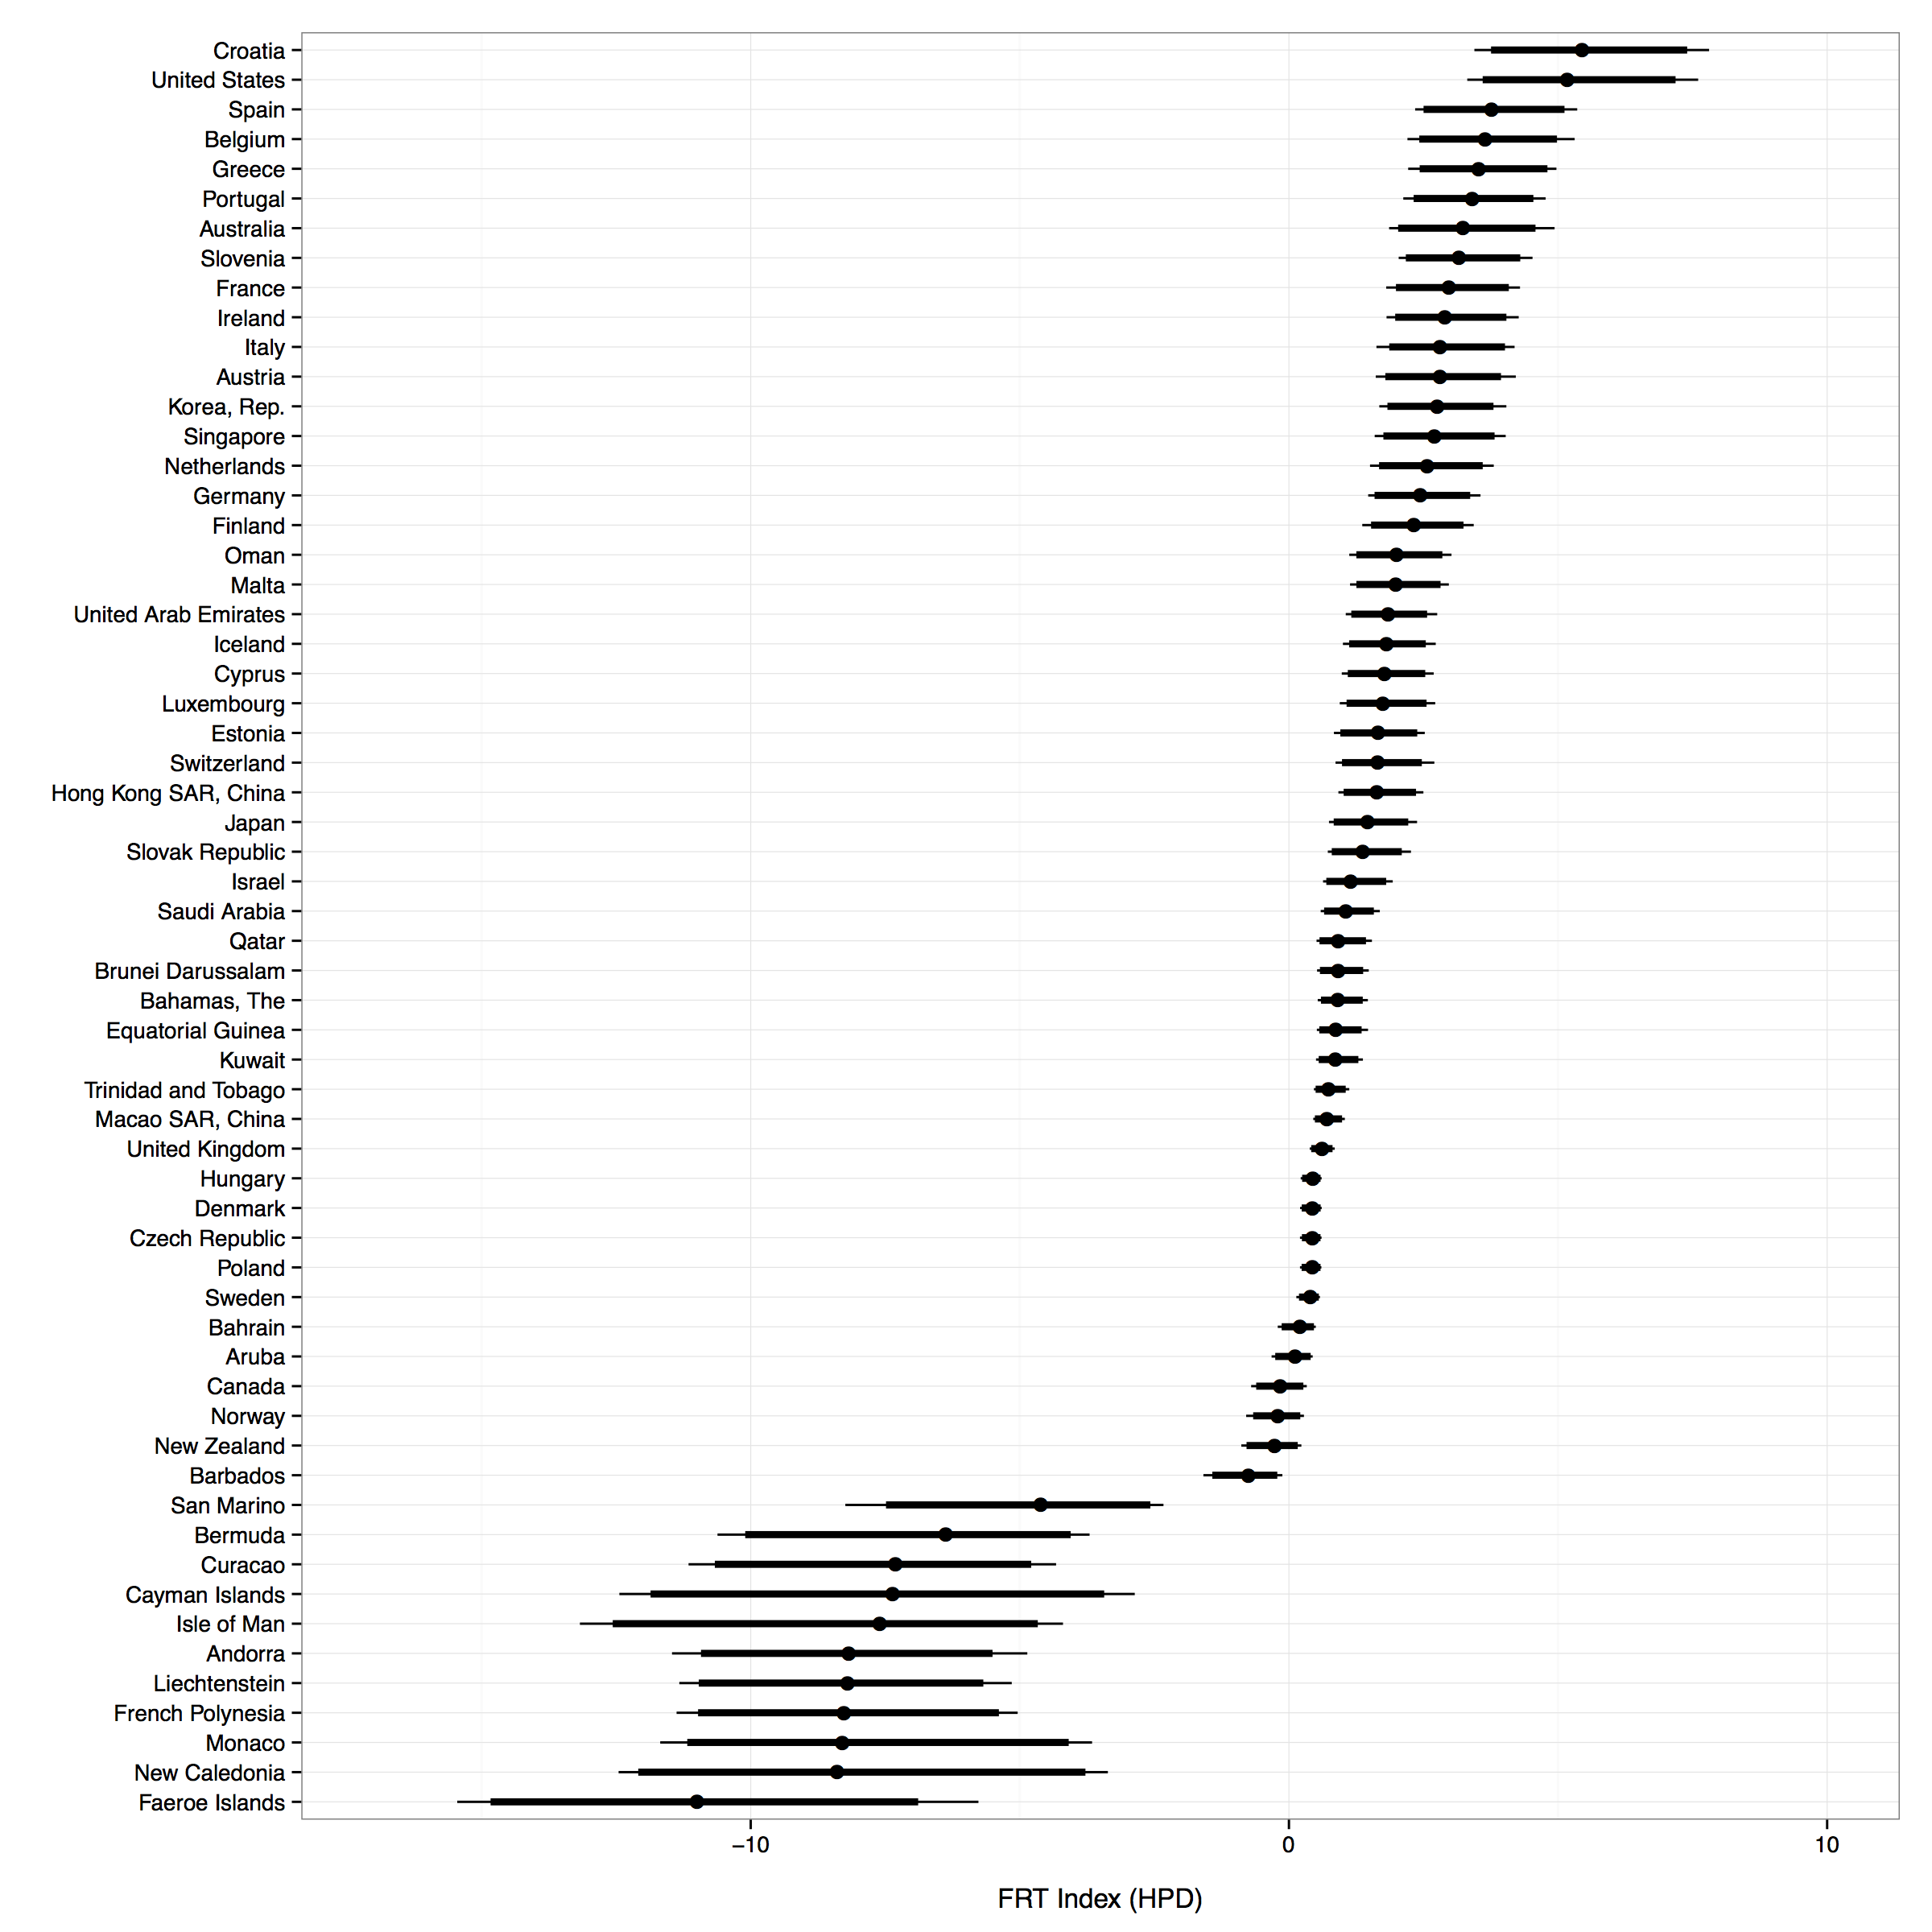 Croatia
United States
Spain
Belgium
Greece
Portugal
Australia
Slovenia
France
Ireland
Italy
Austria
Korea, Rep.
Singapore
Netherlands
Germany
Finland
Oman
Malta
United Arab Emirates
Iceland
Cyprus
Luxembourg
Estonia
Switzerland
Hong Kong SAR, China
Japan
Slovak Republic
Israel
Saudi Arabia
Qatar
Brunei Darussalam
Bahamas, The
Equatorial Guinea
Kuwait
Trinidad and Tobago
Macao SAR, China
United Kingdom
Hungary
Denmark
Czech Republic
Poland
Sweden
Bahrain
Aruba
Canada
Norway
New Zealand
Barbados
San Marino
Bermuda
Curacao
Cayman Islands
Isle of Man
Andorra
Liechtenstein
French Polynesia
Monaco
New Caledonia
Faeroe Islands
−10 0 10
FRT Index (HPD)